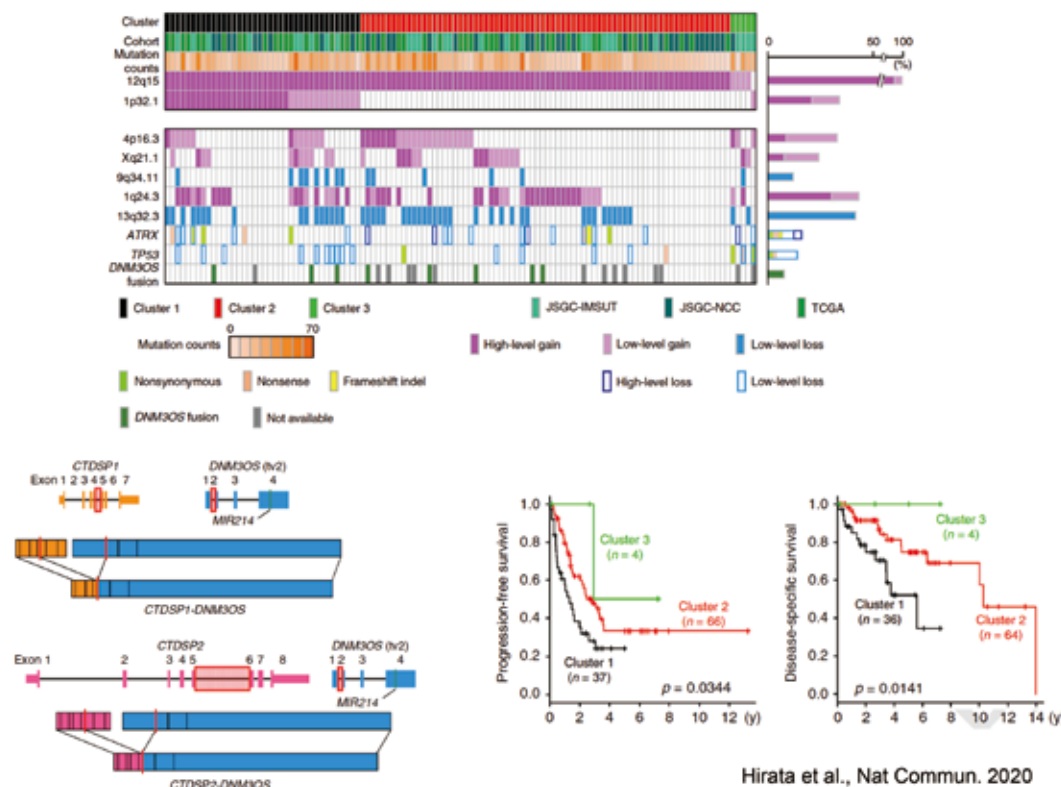 Cluster
Cohort
Mutation
counts
12q15
1p32.1
0 50 100
(%)
4p16.3
Xq21.1
9q34.11
1q24.3
13q32.3
ATRX
TP53
DNM3OS
fusion
Cluster 1 Cluster 2 Cluster 3 JSGC-IMSUT JSGC-NCC TCGA
0 70
Mutation counts High-level gain Low-level gain Low-level loss
Nonsynonymous Nonsense Frameshift indel High-level loss Low-level loss
DNM3OS fusion Not available
CTDSP1 DNM3OS (tv2)
Exon 1 2 3 4 5 6 7 1 2 3 4
MIR214
CTDSP1-DNM3OS
CTDSP2 DNM3OS (tv2)
Exon 1 2 3 4 5 6 7 8 1 2 3 4
MIR214
CTDSP2-DNM3OS
Progression-free survival
1.0
0.8
0.6
0.4
0.2
0.0
Cluster 3
(n = 4)
Cluster 2
(n = 66)
Cluster 1
(n = 37)
p = 0.0344
0 2 4 6 8 10 12 (y)
Disease-specific survival
1.0
0.8
0.6
0.4
0.2
0.0
Cluster 3
(n = 4)
Cluster 1
(n = 36)
Cluster 2
(n = 64)
p = 0.0141
0 2 4 6 8 10 12 14 (y)
Hirata et al., Nat Commun. 2020